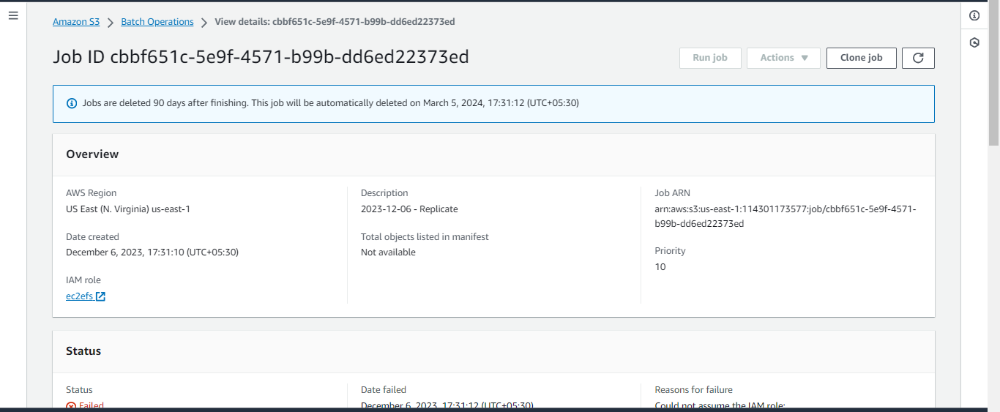 Amazon S3 > Batch Operations > View details: cbbf651c-5e9f-4571-b99b-dd6ed22373ed
Job ID cbbf651c-5e9f-4571-b99b-dd6ed22373ed
Run job
Actions
Clone job
Jobs are deleted 90 days after finishing. This job will be automatically deleted on March 5, 2024, 17:31:12 (UTC+05:30)
Overview
AWS Region
US East (N. Virginia) us-east-1
Date created
December 6, 2023, 17:31:10 (UTC+05:30)
IAM role
ec2efs
Description
2023-12-06 - Replicate
Total objects listed in manifest
Not available
Job ARN
arn:aws:s3:us-east-1:114301173577:job/cbbf651c-5e9f-4571-
b99b-dd6ed22373ed
Priority
10
Status
Status
Failed
Date failed
December 6, 2023, 17:31:12 (UTC+05:30)
Reasons for failure
Could not assume the IAM role: